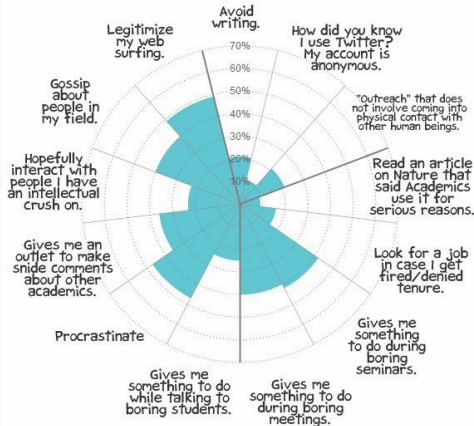 Avoid
writing.
How did you know
I use Twitter?
My account is
anonymous.
"Outreach" that does
not involve coming into
physical contact with
other human beings.
Read an article
on Nature that
said Academics
use it for
serious reasons.
Look for a job
in case I get
fired/denied
tenure.
Gives me
something
to do during
boring
seminars.
Gives me
something to do
during boring
meetings.
Gives me
something to do
while talking to
boring students.
Procrastinate
Gives me an
outlet to make
snide comments
about other
academics.
Hopefully
interact with
people I have
an intellectual
crush on.
Gossip
about
people in
my field.
Legitimize
my web
surfing.
70%
60%
50%
40%
30%
20%
10%